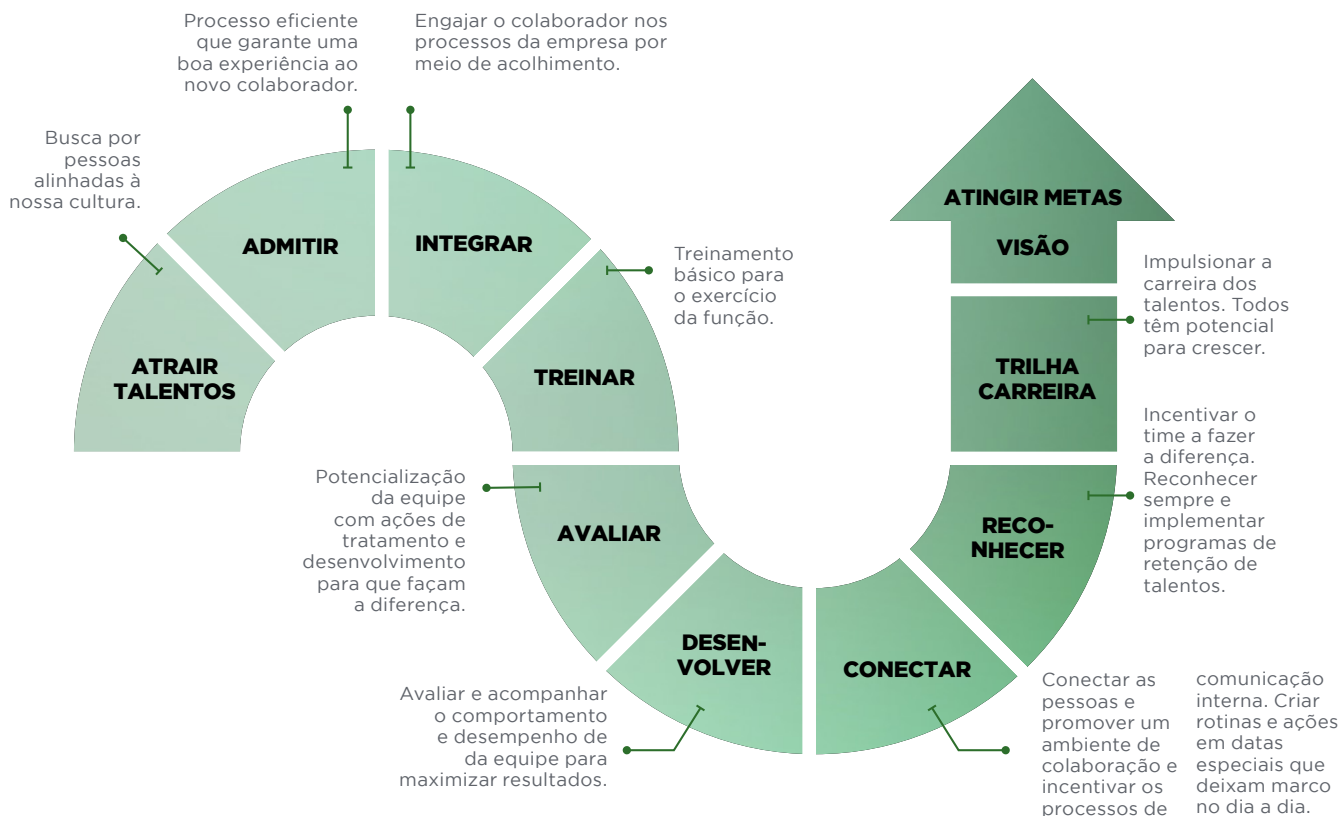 Busca por
pessoas
alinhadas à
nossa cultura.
ATRAIR
TALENTOS
Processo eficiente
que garante uma
boa experiência ao
novo colaborador.
ADMITIR
Engajar o colaborador nos
processos da empresa por
meio de acolhimento.
INTEGRAR
Treinamento
básico para
o exercício
da função.
TREINAR
Potencialização
da equipe
com ações de
tratamento e
desenvolvimento
para que façam
a diferença.
AVALIAR
Avaliar e acompanhar
o comportamento
e desempenho de
da equipe para
maximizar resultados.
DESEN-
VOLVER
CONECTAR
Conectar as
pessoas e
promover um
ambiente de
colaboração e
incentivar os
processos de
comunicação
interna. Criar
rotinas e ações
em datas
especiais que
deixam marco
no dia a dia.
RECO-
NHECER
Incentivar o
time a fazer
a diferença.
Reconhecer
sempre e
implementar
programas de
retenção de
talentos.
TRILHA
CARREIRA
Impulsionar a
carreira dos
talentos. Todos
têm potencial
para crescer.
ATINGIR METAS
VISÃO